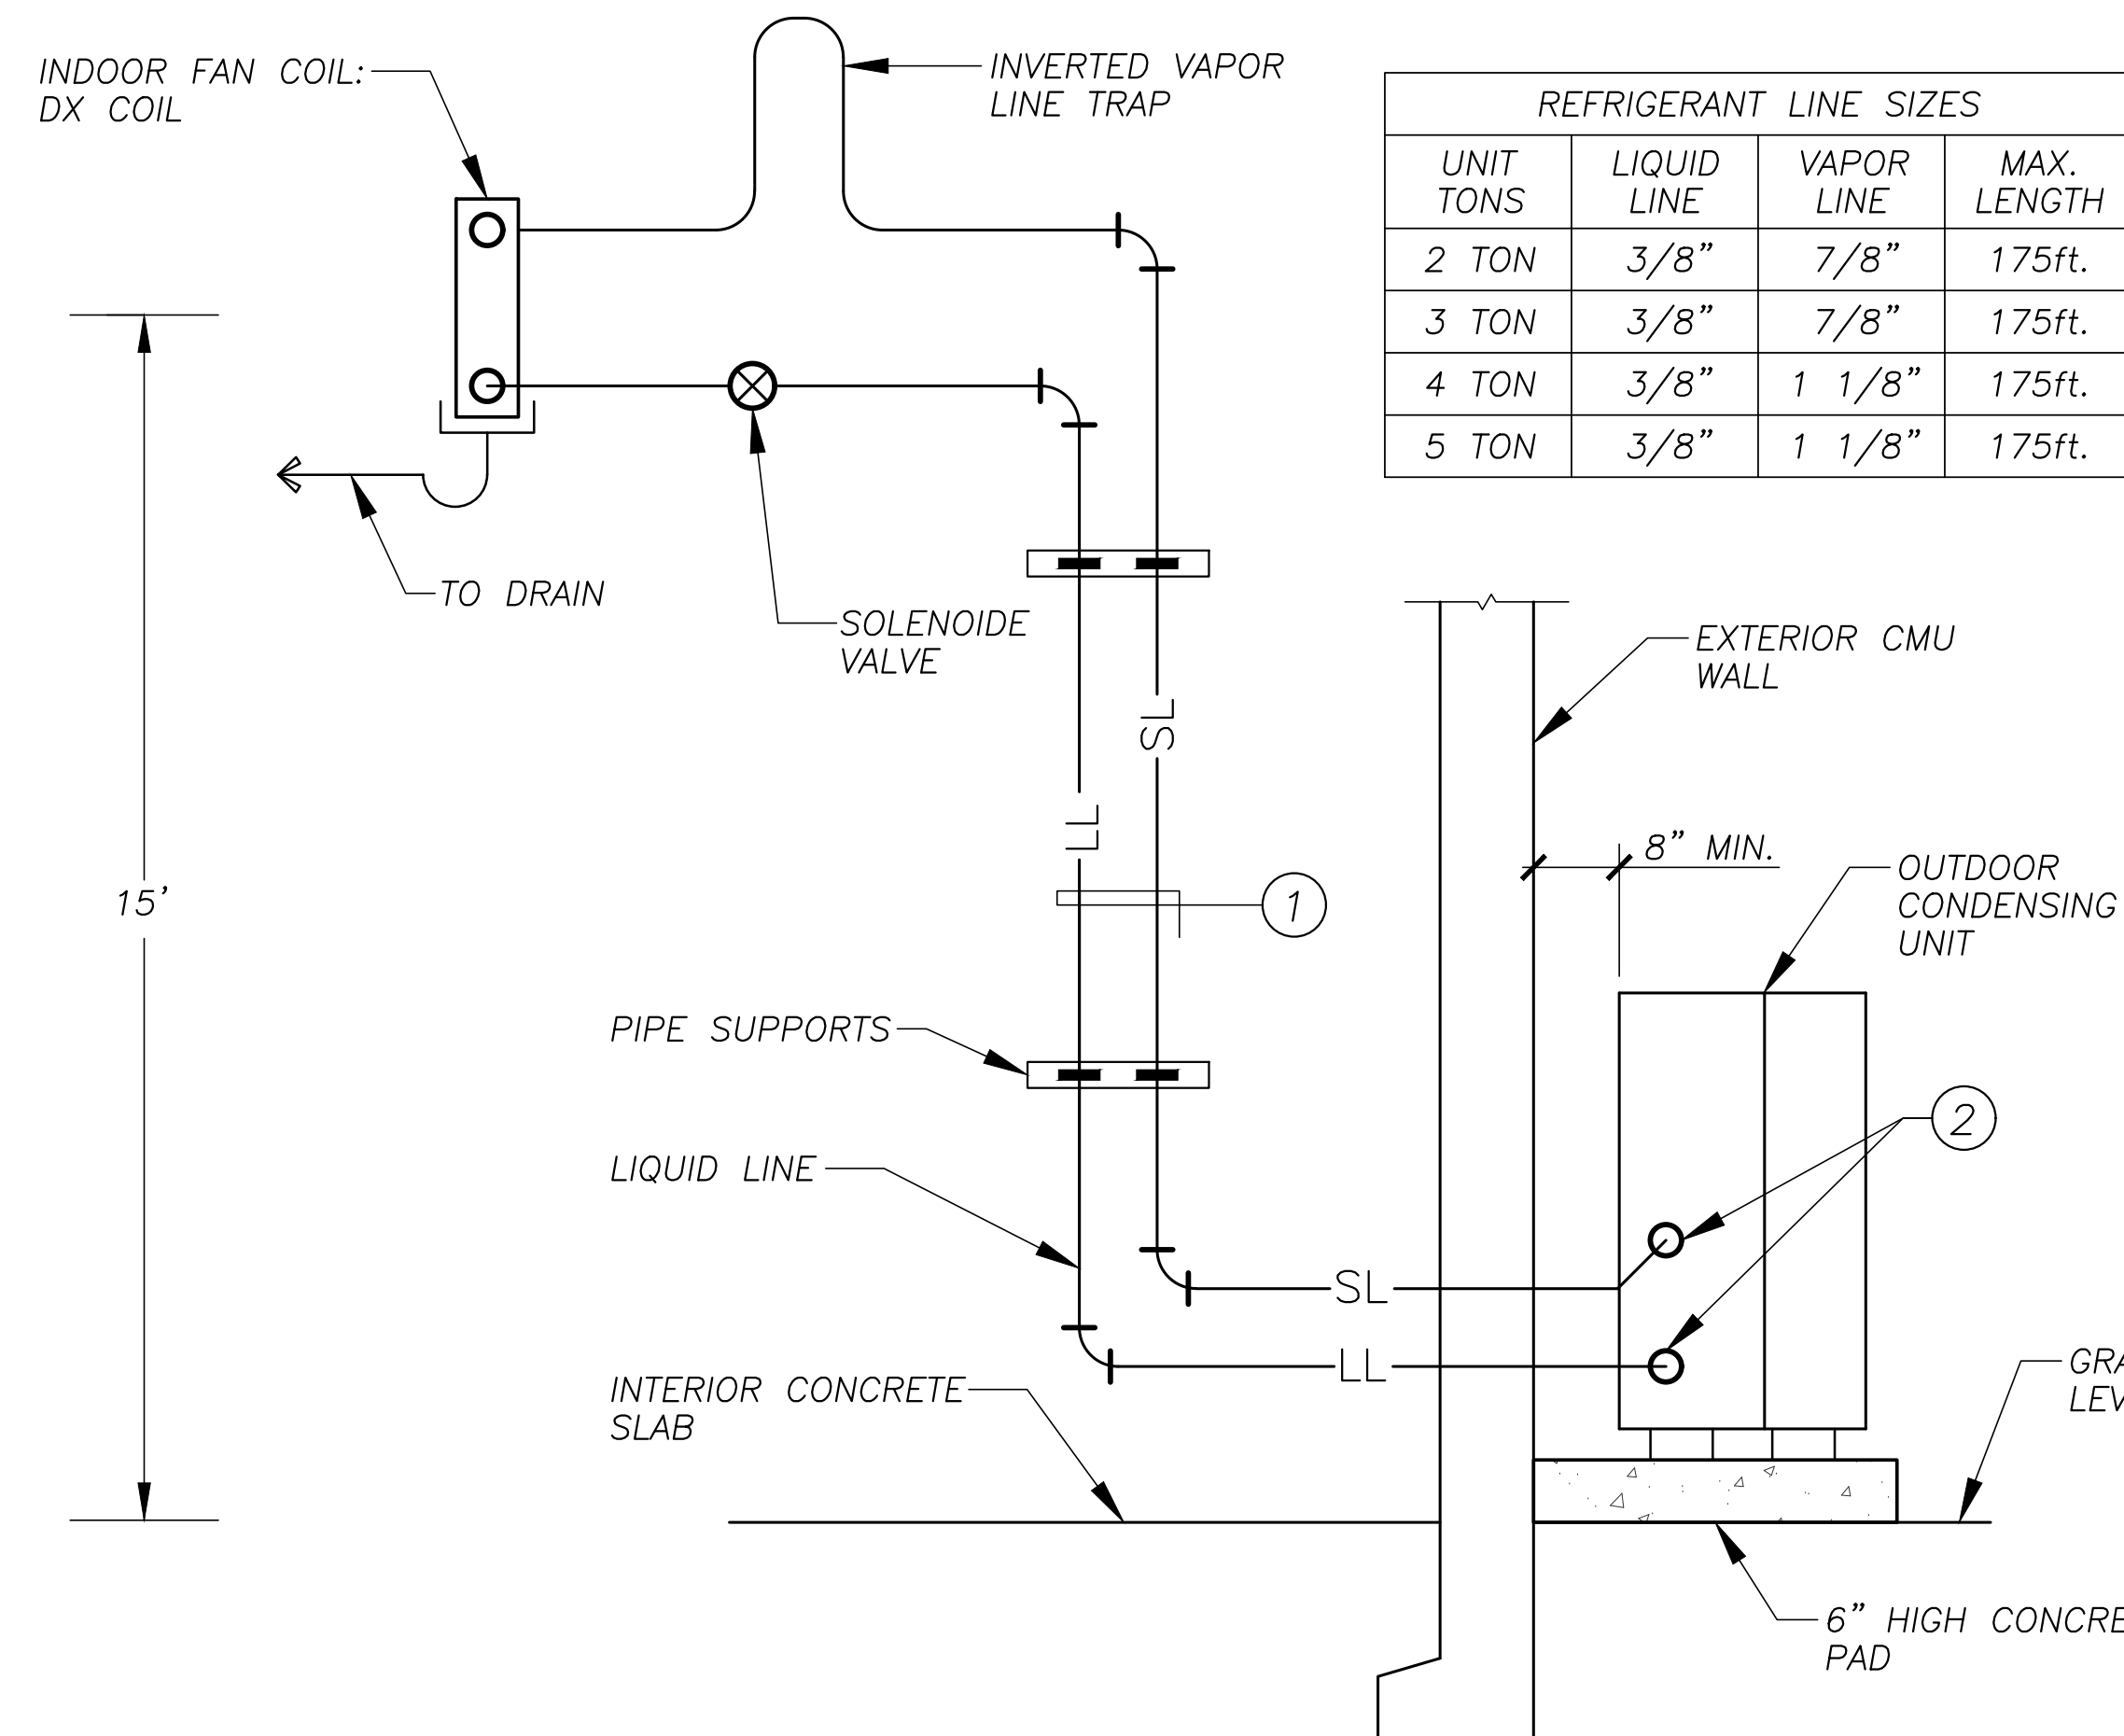 INDOOR FAN COIL:
DX COIL
INVERTED VAPOR
LINE TRAP
REFRIGERANT LINE SIZES
UNIT TONS LIQUID LINE VAPOR LINE MAX. LENGTH
2 TON 3/8" 7/8" 175ft.
3 TON 3/8" 7/8" 175ft.
4 TON 3/8" 1 1/8" 175ft.
5 TON 3/8" 1 1/8" 175ft.
TO DRAIN
SOLENOIDE
VALVE
EXTERIOR CMU
WALL
SL
LL
15'
1
8" MIN.
OUTDOOR
CONDENSING
UNIT
PIPE SUPPORTS
2
LIQUID LINE
SL
LL
INTERIOR CONCRETE
SLAB
6" HIGH
PAD